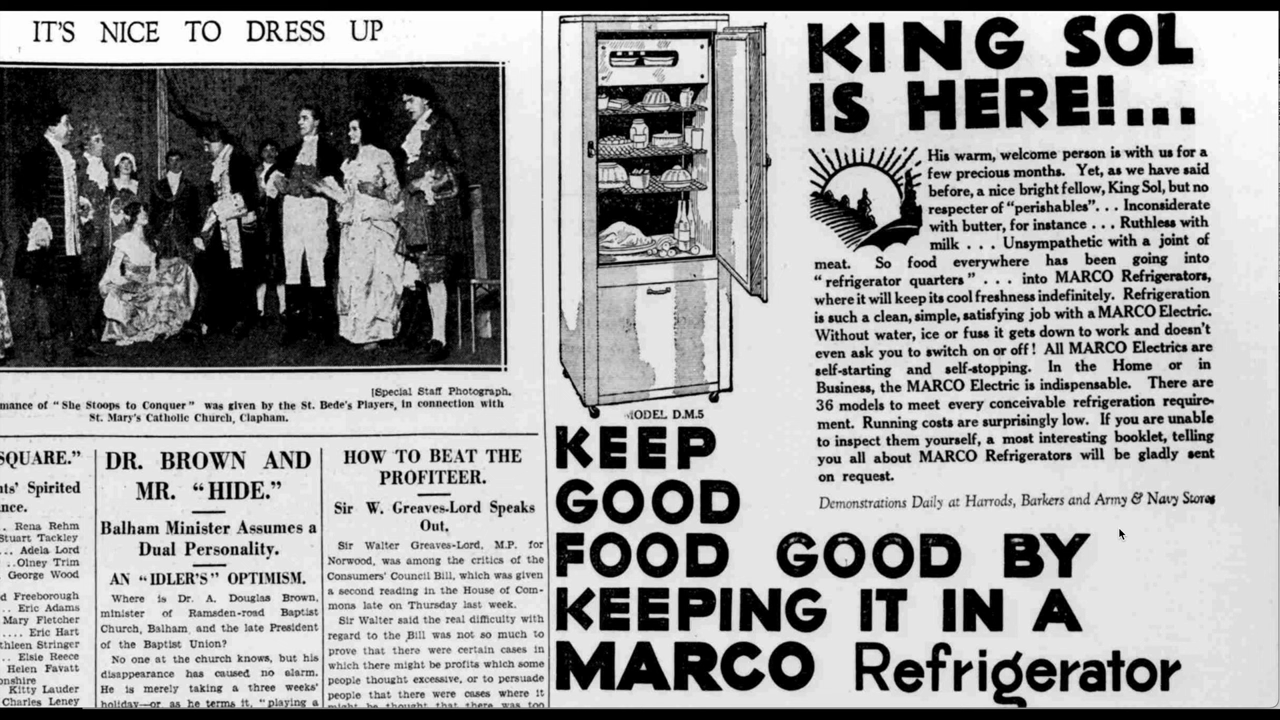 IT'S NICE TO DRESS UP
[Special Staff Photograph.
mance of "She Stoops to Conquer" was given by the St. Bede's Players, in connection with
St. Mary's Catholic Church, Clapham.
SQUARE."
nts' Spirited
nce.
.. Rena Rehm
Stuart Tackley
... Adela Lord
..Olney Trim
George Wood
d Freeborough
.. Eric Adams
Mary Fletcher
.... Eric Hart
thleen Stringer
.. Elsie Reece
Helen Favatt
onshire
Kitty Lauder
Charles Leney
DR. BROWN AND
MR. "HIDE."
Balham Minister Assumes a
Dual Personality.
AN "IDLER'S" OPTIMISM.
Where is Dr. A. Douglas Brown,
minister of Ramsden-road Baptist
Church, Balham, and the late President
of the Baptist Union?
No one at the church knows, but his
disappearance has caused no alarm.
He is merely taking a three weeks'
holiday—or as he terms it, "playing a
HOW TO BEAT THE
PROFITEER.
Sir W. Greaves-Lord Speaks
Out.
Sir Walter Greaves-Lord, M.P. for
Norwood, was among the critics of the
Consumers' Council Bill, which was given
a second reading in the House of Com-
mons late on Thursday last week.
Sir Walter said the real difficulty with
regard to the Bill was not so much to
prove that there were certain cases in
which there might be profits which some
people thought excessive, or to persuade
people that there were cases where it
might be thought that there was too
MODEL D.M.5
KING SOL
IS HERE!...
His warm, welcome person is with us for a
few precious months. Yet, as we have said
before, a nice bright fellow, King Sol, but no
respecter of "perishables". . . Inconsiderate
with butter, for instance . . . Ruthless with
milk . . . Unsympathetic with a joint of
meat. So food everywhere has been going into
"refrigerator quarters" . . . into MARCO Refrigerators,
where it will keep its cool freshness indefinitely. Refrigeration
is such a clean, simple, satisfying job with a MARCO Electric.
Without water, ice or fuss it gets down to work and doesn't
even ask you to switch on or off! All MARCO Electrics are
self-starting and self-stopping. In the Home or in
Business, the MARCO Electric is indispensable. There are
36 models to meet every conceivable refrigeration require-
ment. Running costs are surprisingly low. If you are unable
to inspect them yourself, a most interesting booklet, telling
you all about MARCO Refrigerators will be gladly sent
on request.
Demonstrations Daily at Harrods, Barkers and Army & Navy Stores
KEEP
GOOD
FOOD GOOD BY
KEEPING IT IN A
MARCO Refrigerator